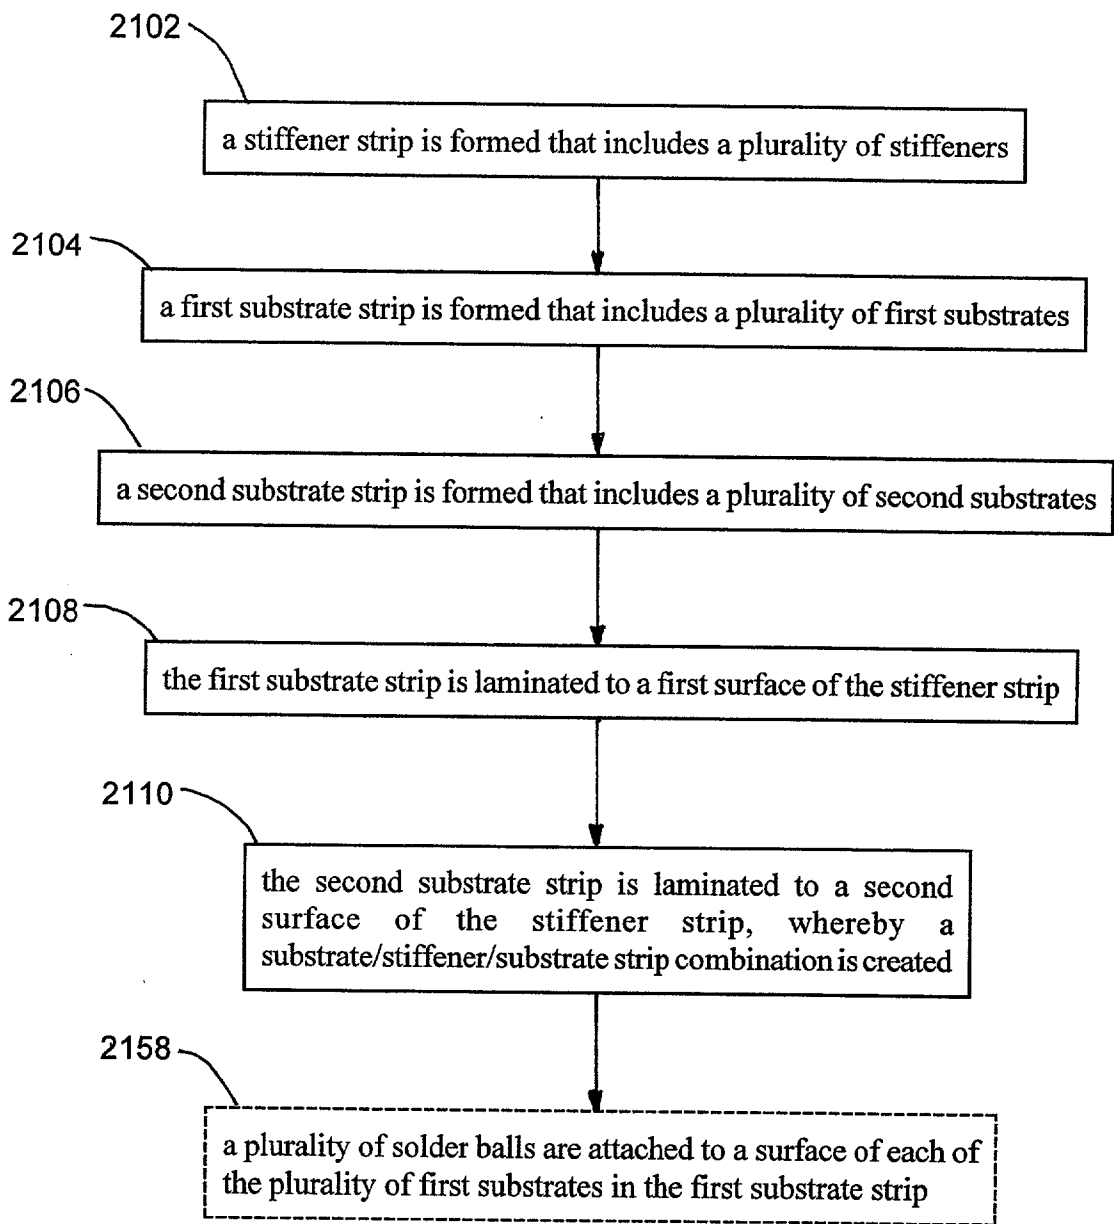 2102
a stiffener strip is formed that includes a plurality of stiffeners
2104
a first substrate strip is formed that includes a plurality of first substrates
2106
a second substrate strip is formed that includes a plurality of second substrates
2108
the first substrate strip is laminated to a first surface of the stiffener strip
2110
the second substrate strip is laminated to a second
surface of the stiffener strip, whereby a
substrate/stiffener/substrate strip combination is created
2158
a plurality of solder balls are attached to a surface of each of
the plurality of first substrates in the first substrate strip